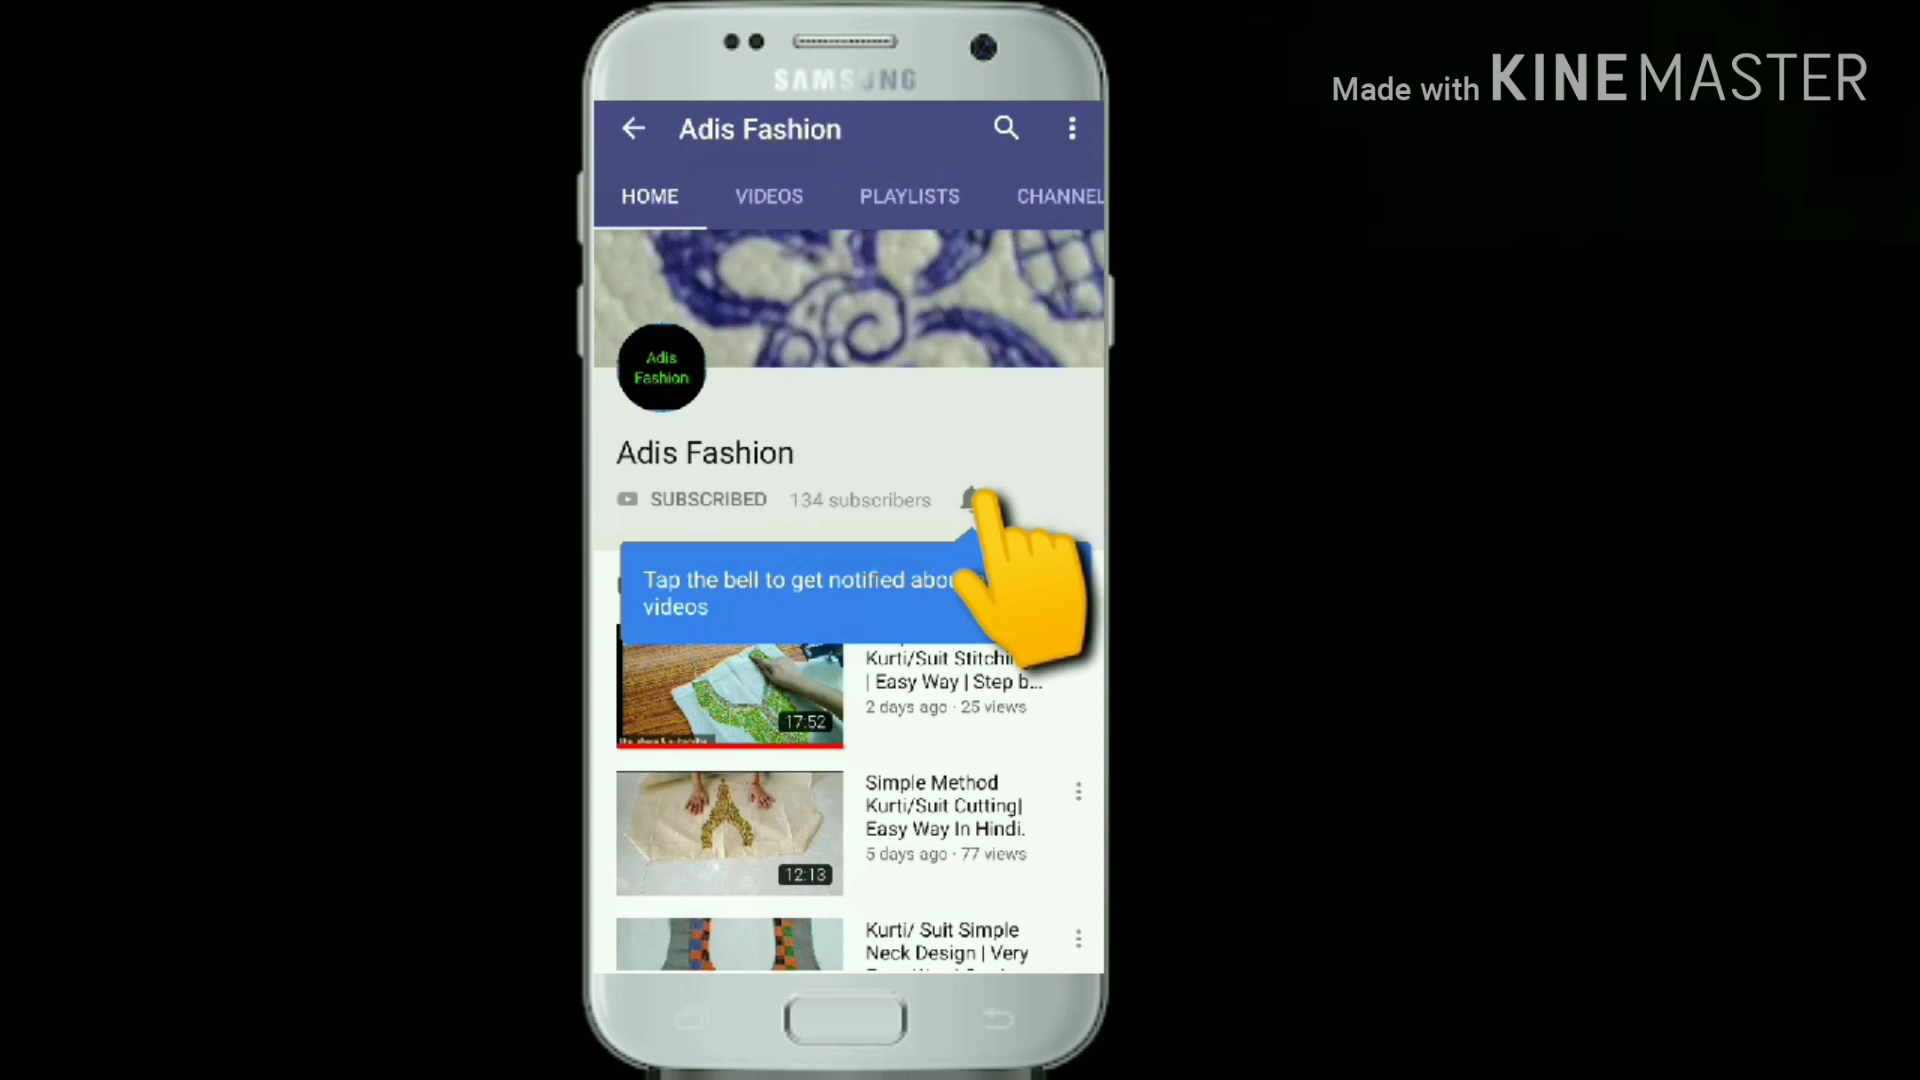 Made with KINEMASTER
SAMSUNG
Adis Fashion
HOME VIDEOS PLAYLISTS CHANNEL
Adis
Fashion
Adis Fashion
SUBSCRIBED 134 subscribers
Tap the bell to get notified
videos
Kurti/Suit
| Easy Way | Step b...
2 days ago · 25 views
17:52
Simple Method
Kurti/Suit Cutting|
Easy Way In Hindi.
5 days ago · 77 views
12:13
Kurti/ Suit Simple
Neck Design | Very